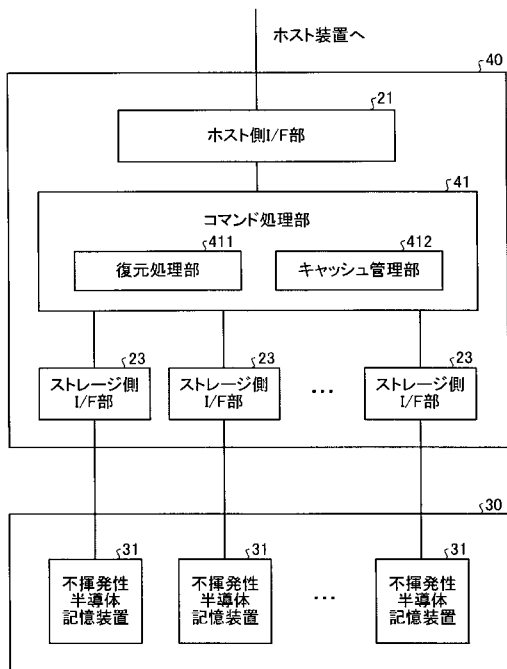 ホスト装置へ
40
21
ホスト側I/F部
41
コマンド処理部
411
復元処理部
412
キャッシュ管理部
23
ストレージ側
I/F部
23
ストレージ側
I/F部
...
23
ストレージ側
I/F部
30
31
不揮発性
半導体
記憶装置
31
不揮発性
半導体
記憶装置
...
31
不揮発性
半導体
記憶装置